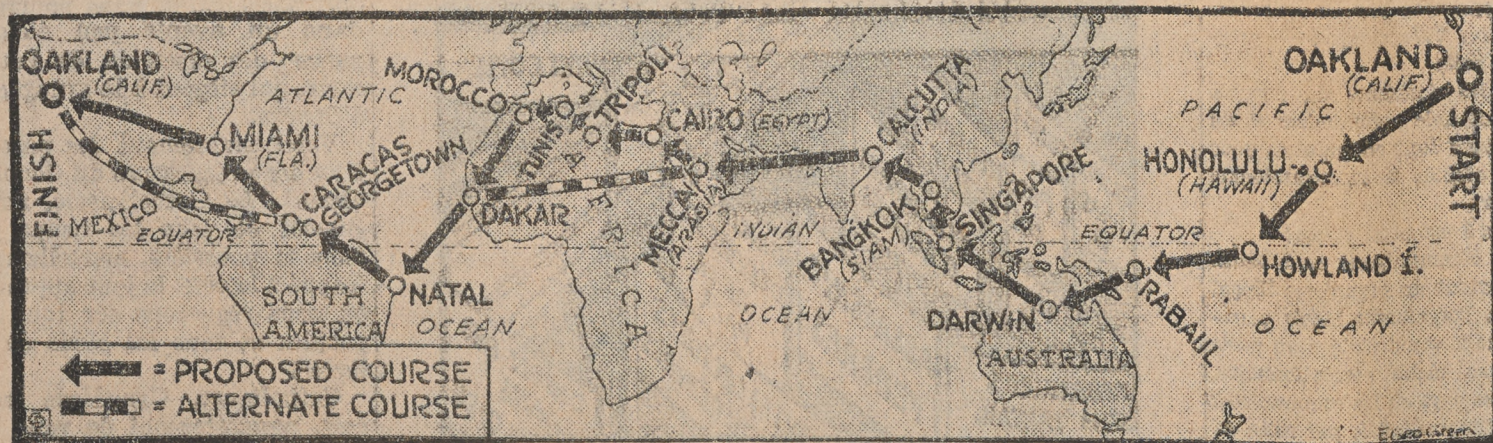 OAKLAND
(CALIF.)
FINISH
ATLANTIC
MIAMI
(FLA.)
MEXICO
EQUATOR
CARACAS
GEORGETOWN
SOUTH
AMERICA
NATAL
OCEAN
MOROCCO
TUNIS
TRIPOLI
DAKAR
AFRICA
CAIRO (EGYPT)
MECCA
(ARABIA)
INDIAN
OCEAN
CALCUTTA
(INDIA)
BANGKOK
(SIAM)
SINGAPORE
DARWIN
AUSTRALIA
RABAUL
EQUATOR
HOWLAND I.
OCEAN
HONOLULU
(HAWAII)
PACIFIC
OAKLAND
(CALIF.)
START
= PROPOSED COURSE
= ALTERNATE COURSE